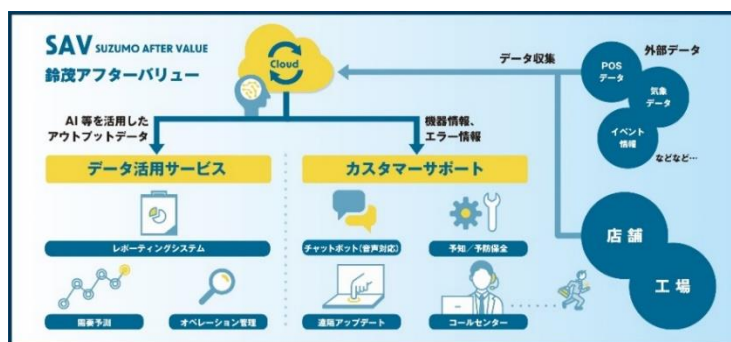 SAV SUZUMO AFTER VALUE
鈴茂アフターバリュー
Cloud
データ収集
外部データ
POS
データ
気象
データ
イベント
情報
などなど…
AI 等を活用した
アウトプットデータ
機器情報、
エラー情報
データ活用サービス
カスタマーサポート
レポーティングシステム
チャットボット(音声対応)
予知/予防保全
需要予測
オペレーション管理
遠隔アップデート
コールセンター
店舗
工場